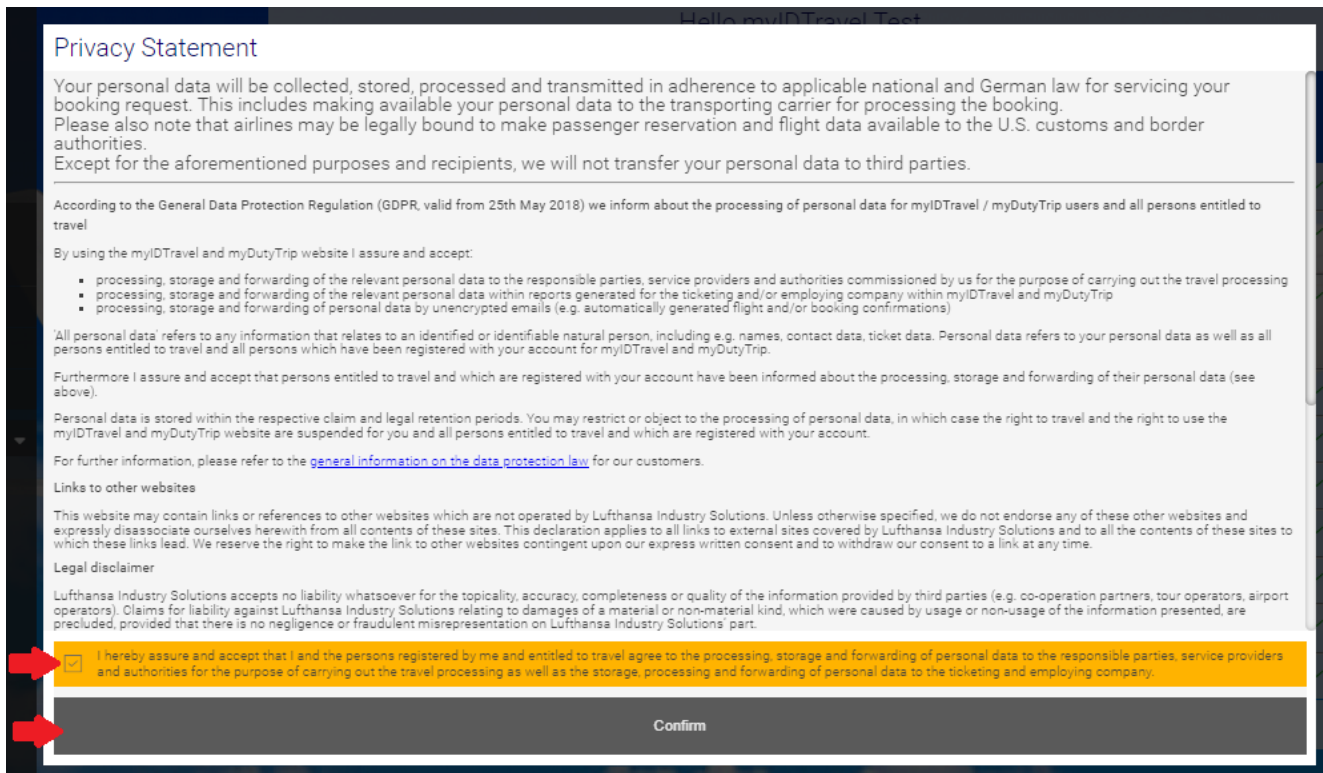 Hello myIDTravel Test
Privacy Statement
Your personal data will be collected, stored, processed and transmitted in adherence to applicable national and German law for servicing your
booking request. This includes making available your personal data to the transporting carrier for processing the booking.
Please also note that airlines may be legally bound to make passenger reservation and flight data available to the U.S. customs and border
authorities.
Except for the aforementioned purposes and recipients, we will not transfer your personal data to third parties.
According to the General Data Protection Regulation (GDPR, valid from 25th May 2018) we inform about the processing of personal data for myIDTravel / myDutyTrip users and all persons entitled to
travel
By using the myIDTravel and myDutyTrip website I assure and accept:
▪ processing, storage and forwarding of the relevant personal data to the responsible parties, service providers and authorities commissioned by us for the purpose of carrying out the travel processing
▪ processing, storage and forwarding of the relevant personal data within reports generated for the ticketing and/or employing company within myIDTravel and myDutyTrip
▪ processing, storage and forwarding of personal data by unencrypted emails (e.g. automatically generated flight and/or booking confirmations)
'All personal data' refers to any information that relates to an identified or identifiable natural person, including e.g. names, contact data, ticket data. Personal data refers to your personal data as well as all
persons entitled to travel and all persons which have been registered with your account for myIDTravel and myDutyTrip.
Furthermore I assure and accept that persons entitled to travel and which are registered with your account have been informed about the processing, storage and forwarding of their personal data (see
above).
Personal data is stored within the respective claim and legal retention periods. You may restrict or object to the processing of personal data, in which case the right to travel and the right to use the
myIDTravel and myDutyTrip website are suspended for you and all persons entitled to travel and which are registered with your account.
For further information, please refer to the general information on the data protection law for our customers.
Links to other websites
This website may contain links or references to other websites which are not operated by Lufthansa Industry Solutions. Unless otherwise specified, we do not endorse any of these other websites and
expressly disassociate ourselves herewith from all contents of these sites. This declaration applies to all links to external sites covered by Lufthansa Industry Solutions and to all the contents of these sites to
which these links lead. We reserve the right to make the link to other websites contingent upon our express written consent and to withdraw our consent to a link at any time.
Legal disclaimer
Lufthansa Industry Solutions accepts no liability whatsoever for the topicality, accuracy, completeness or quality of the information provided by third parties (e.g. co-operation partners, tour operators, airport
operators). Claims for liability against Lufthansa Industry Solutions relating to damages of a material or non-material kind, which were caused by usage or non-usage of the information presented, are
precluded, provided that there is no negligence or fraudulent misrepresentation on Lufthansa Industry Solutions' part.
I hereby assure and accept that I and the persons registered by me and entitled to travel agree to the processing, storage and forwarding of personal data to the responsible parties, service providers
and authorities for the purpose of carrying out the travel processing as well as the storage, processing and forwarding of personal data to the ticketing and employing company.
Confirm